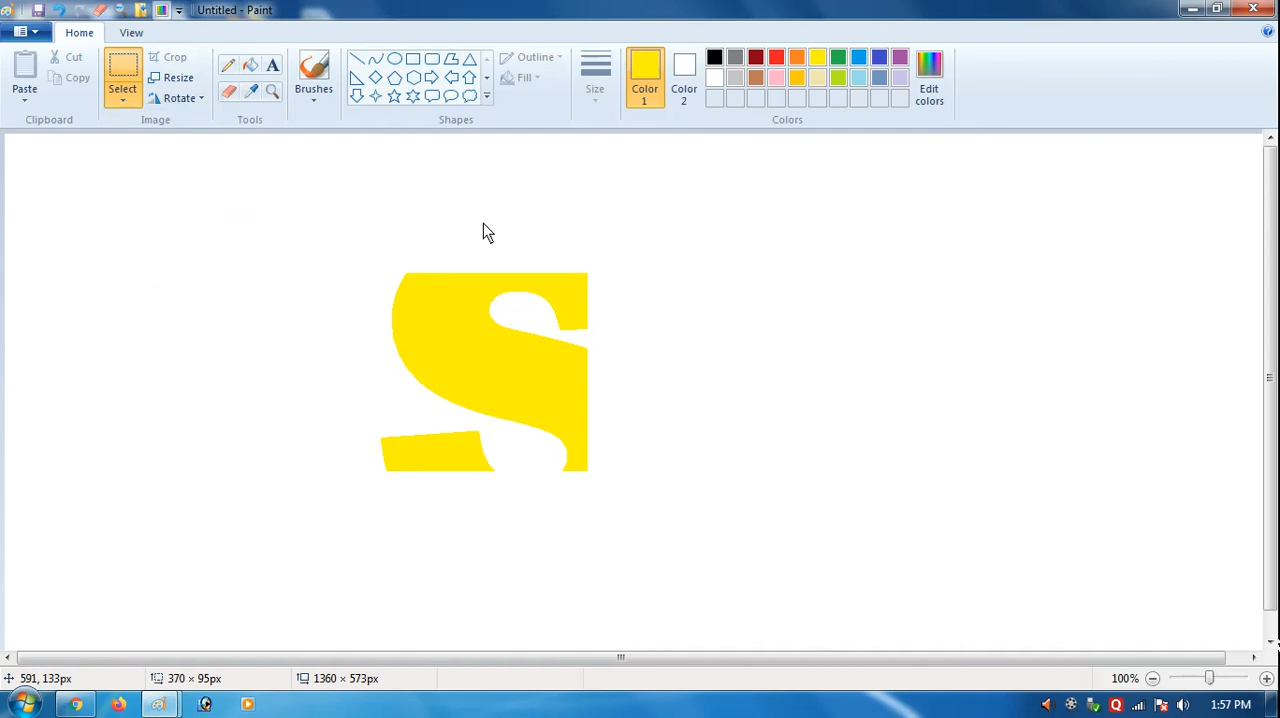 Untitled - Paint
Home View
Paste
Cut
Copy
Clipboard
Select
Crop
Resize
Rotate
Image
A
Tools
Brushes
Outline
Fill
Shapes
Size
Color 1
Color 2
Edit colors
Colors
S
591, 133px 370 × 95px 1360 × 573px 100%
Q 1:57 PM